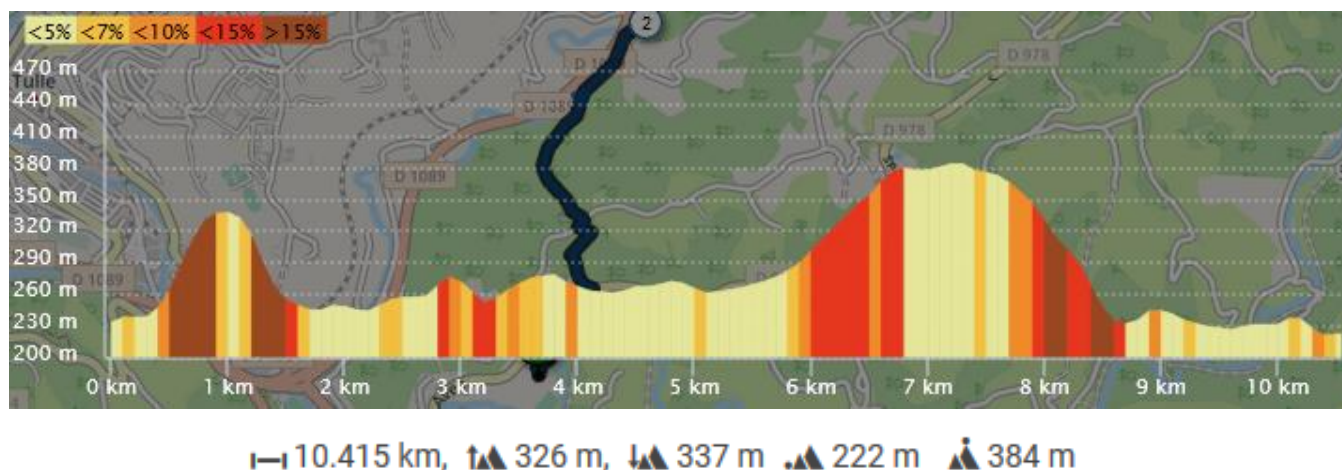 <5% <7% <10% <15% >15%
2
D 978
470 m
Tulle
440 m
D 1089
410 m
D 978
380 m
D 1089
350 m
320 m
290 m
D 1089
260 m
230 m
200 m
0 km 1 km 2 km 3 km 4 km 5 km 6 km 7 km 8 km 9 km 10 km
10.415 km, 326 m, 337 m 222 m 384 m